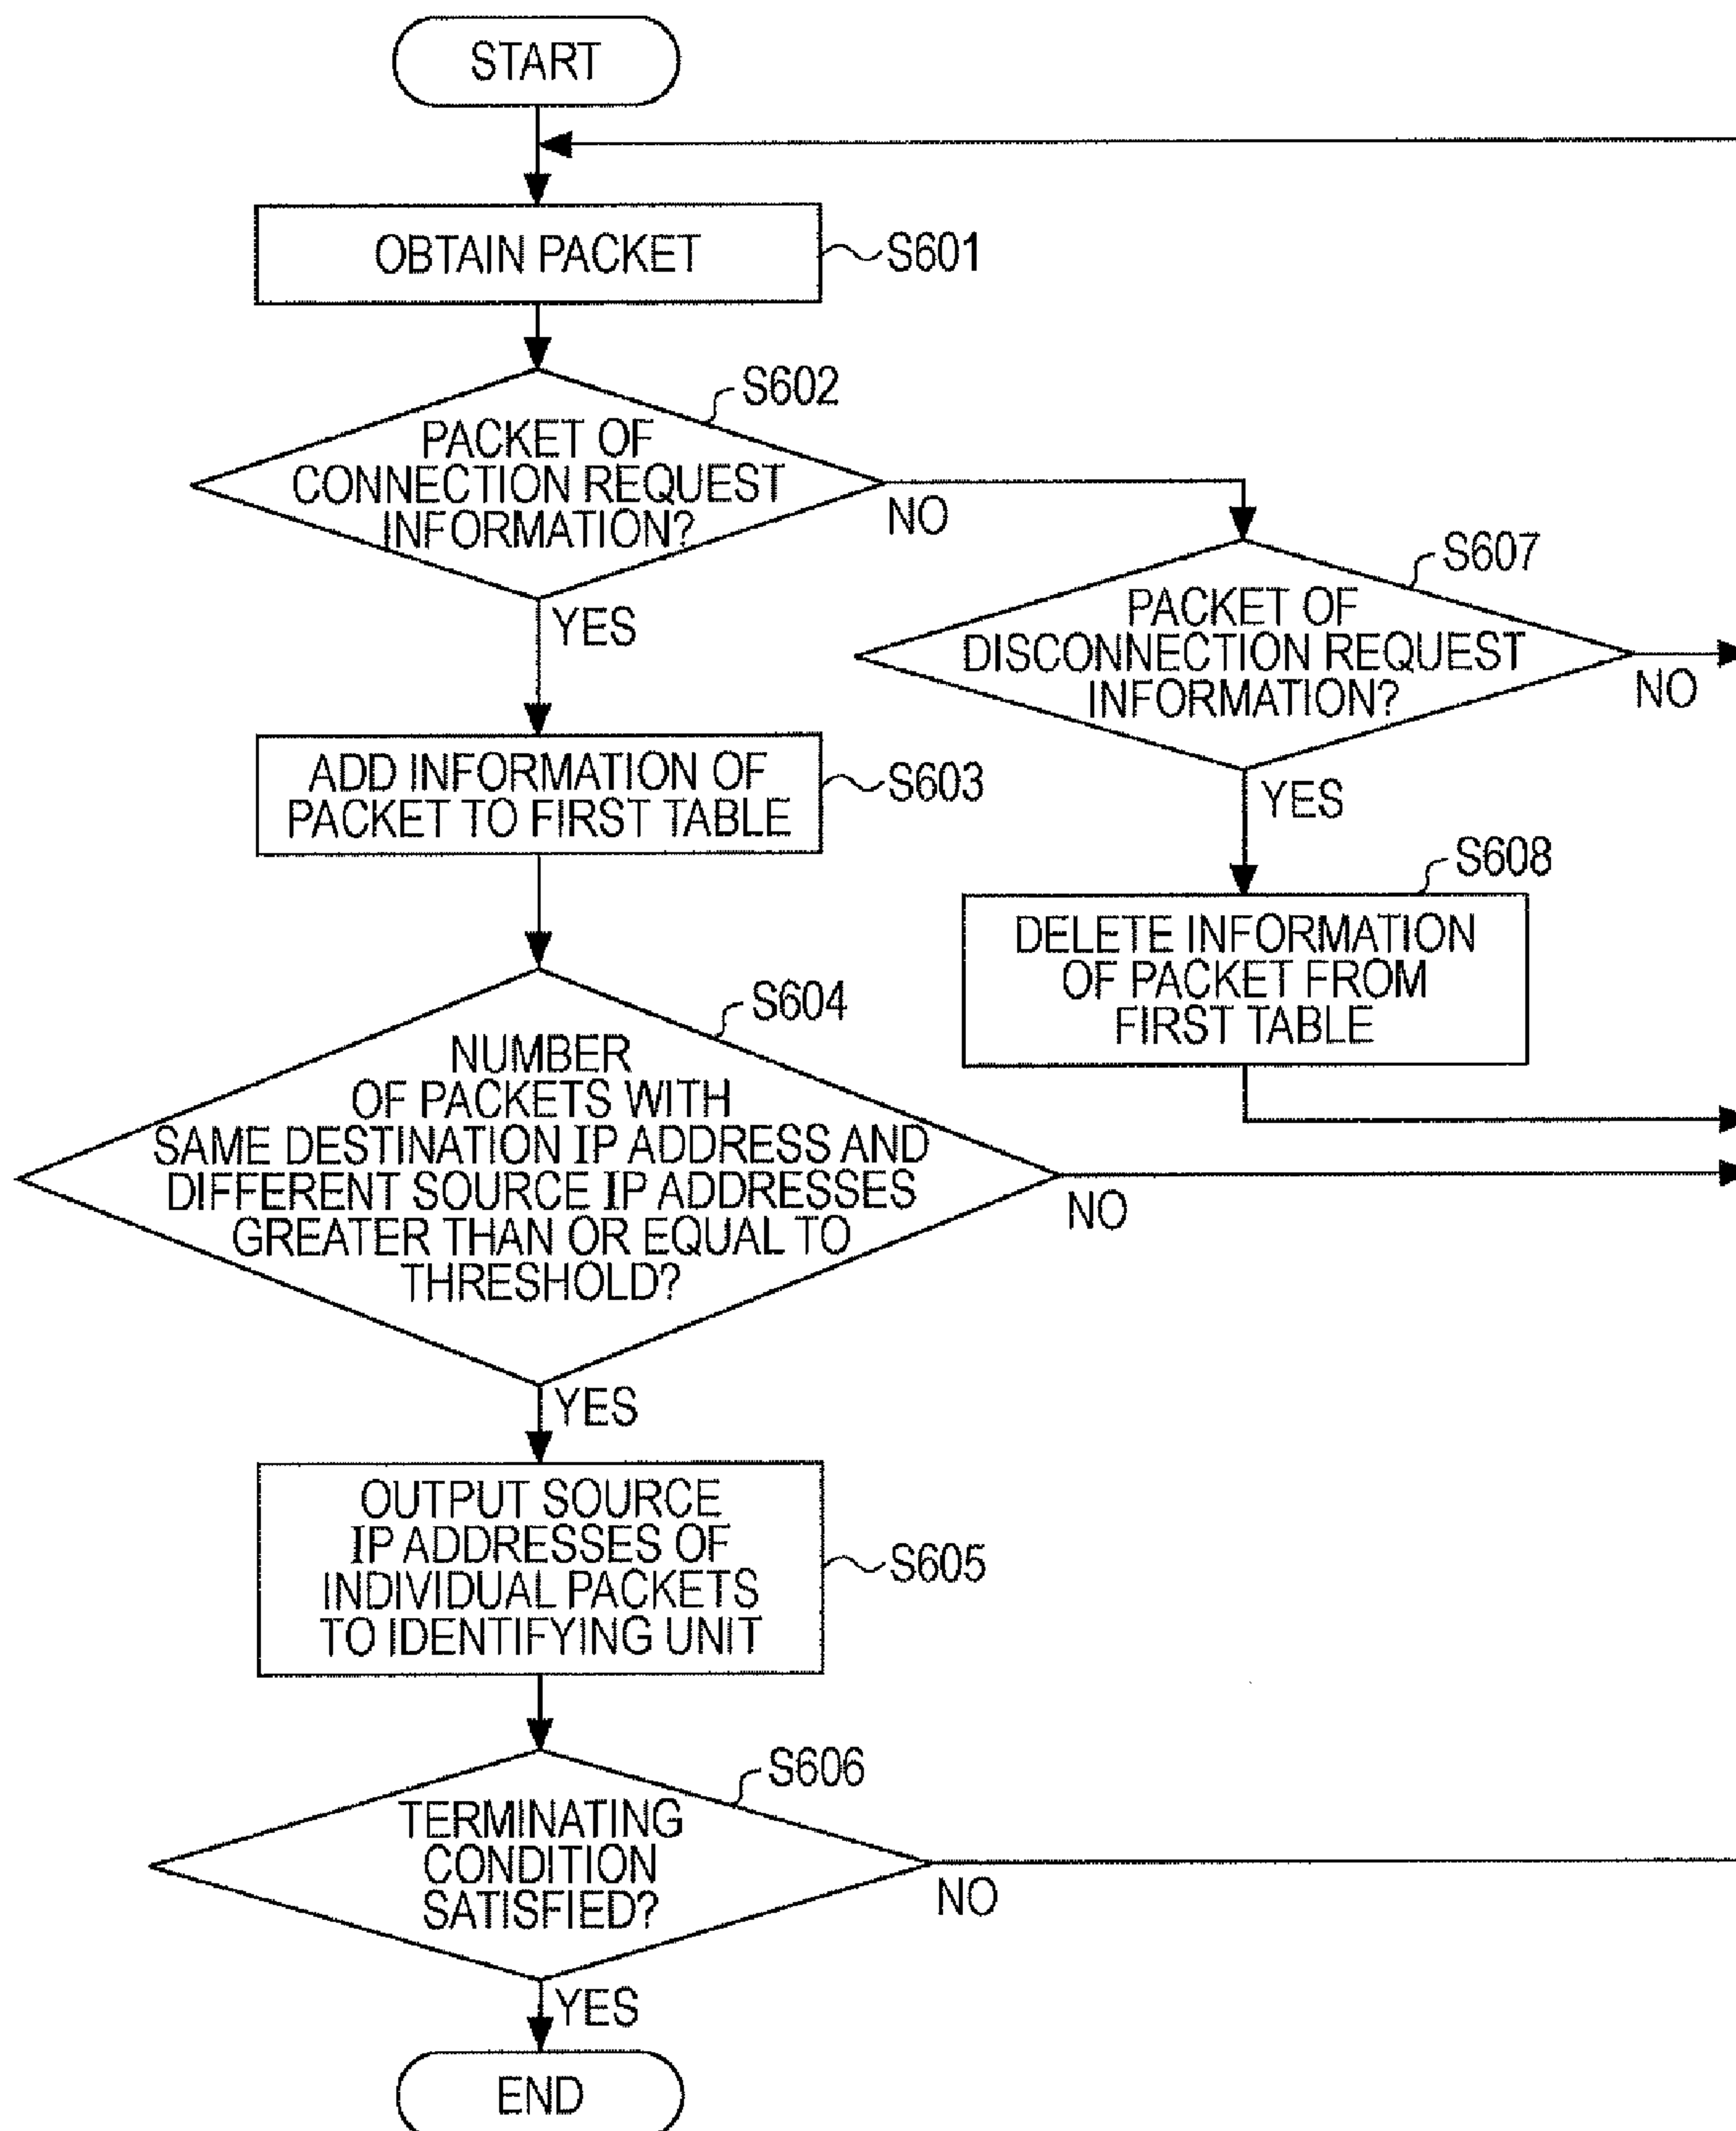 START
OBTAIN PACKET
S601
S602
PACKET OF
CONNECTION REQUEST
INFORMATION?
NO
YES
S607
PACKET OF
DISCONNECTION REQUEST
INFORMATION?
NO
YES
ADD INFORMATION OF
PACKET TO FIRST TABLE
S603
S608
DELETE INFORMATION
OF PACKET FROM
FIRST TABLE
S604
NUMBER
OF PACKETS WITH
SAME DESTINATION IP ADDRESS AND
DIFFERENT SOURCE IP ADDRESSES
GREATER THAN OR EQUAL TO
THRESHOLD?
NO
YES
OUTPUT SOURCE
IP ADDRESSES OF
INDIVIDUAL PACKETS
TO IDENTIFYING UNIT
S605
S606
TERMINATING
CONDITION
SATISFIED?
NO
YES
END